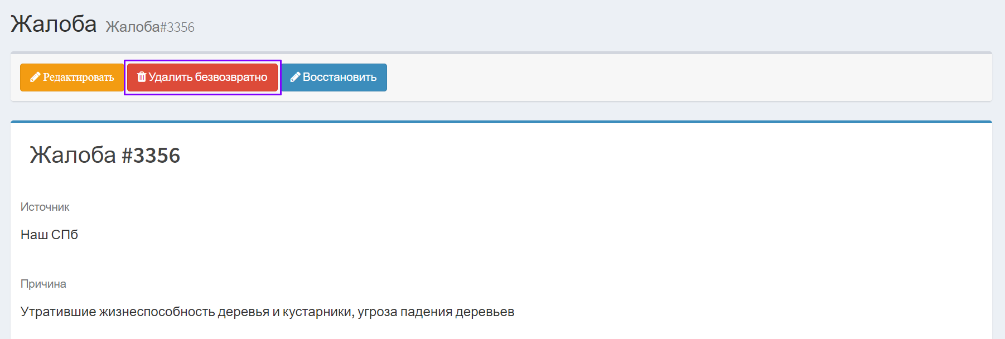 Жалоба Жалоба#3356
Редактировать Удалить безвозвратно Восстановить
Жалоба #3356
Источник
Наш СПб
Причина
Утратившие жизнеспособность деревья и кустарники, угроза падения деревьев